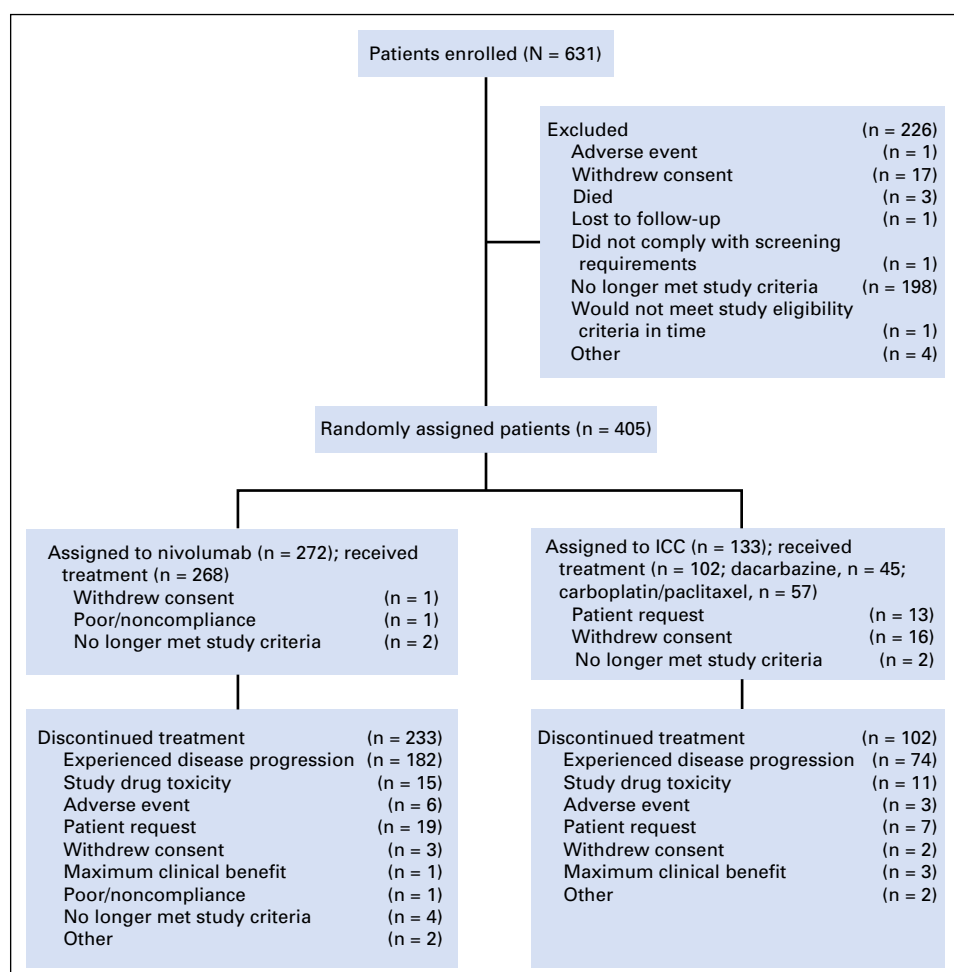 Patients enrolled (N = 631)
Excluded (n = 226)
Adverse event (n = 1)
Withdrew consent (n = 17)
Died (n = 3)
Lost to follow-up (n = 1)
Did not comply with screening
requirements (n = 1)
No longer met study criteria (n = 198)
Would not meet study eligibility
criteria in time (n = 1)
Other (n = 4)
Randomly assigned patients (n = 405)
Assigned to nivolumab (n = 272); received
treatment (n = 268)
Withdrew consent (n = 1)
Poor/noncompliance (n = 1)
No longer met study criteria (n = 2)
Assigned to ICC (n = 133); received
treatment (n = 102; dacarbazine, n = 45;
carboplatin/paclitaxel, n = 57)
Patient request (n = 13)
Withdrew consent (n = 16)
No longer met study criteria (n = 2)
Discontinued treatment (n = 233)
Experienced disease progression (n = 182)
Study drug toxicity (n = 15)
Adverse event (n = 6)
Patient request (n = 19)
Withdrew consent (n = 3)
Maximum clinical benefit (n = 1)
Poor/noncompliance (n = 1)
No longer met study criteria (n = 4)
Other (n = 2)
Discontinued treatment (n = 102)
Experienced disease progression (n = 74)
Study drug toxicity (n = 11)
Adverse event (n = 3)
Patient request (n = 7)
Withdrew consent (n = 2)
Maximum clinical benefit (n = 3)
Other (n = 2)